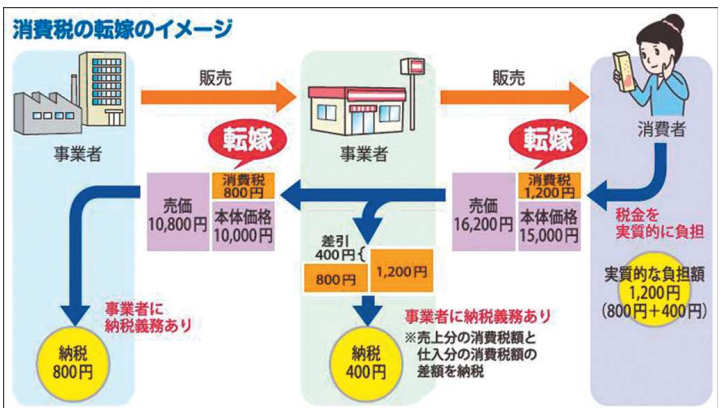 消費税の転嫁のイメージ
販売
販売
事業者
転嫁
事業者
転嫁
消費者
売価
10,800円
消費税
800円
本体価格
10,000円
売価
16,200円
消費税
1,200円
本体価格
15,000円
税金を
実質的に負担
差引
400円{
800円
1,200円
実質的な負担額
1,200円
(800円+400円)
事業者に
納税義務あり
事業者に納税義務あり
※売上分の消費税額と
仕入分の消費税額の
差額を納税
納税
800円
納税
400円